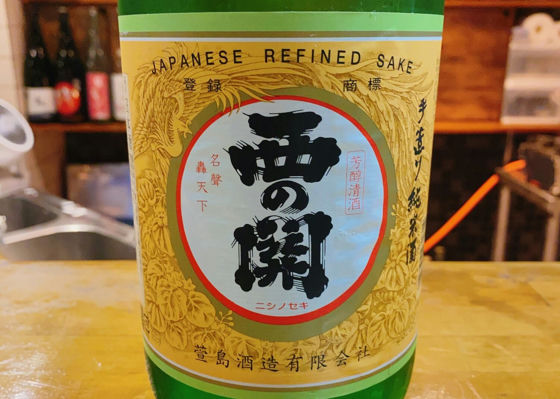 JAPANESE REFINED SAKE
登録 商標
手造り純米酒
芳醇清酒
西の関
名聲
轟天下
ニシノセキ
萱島酒造有限会社